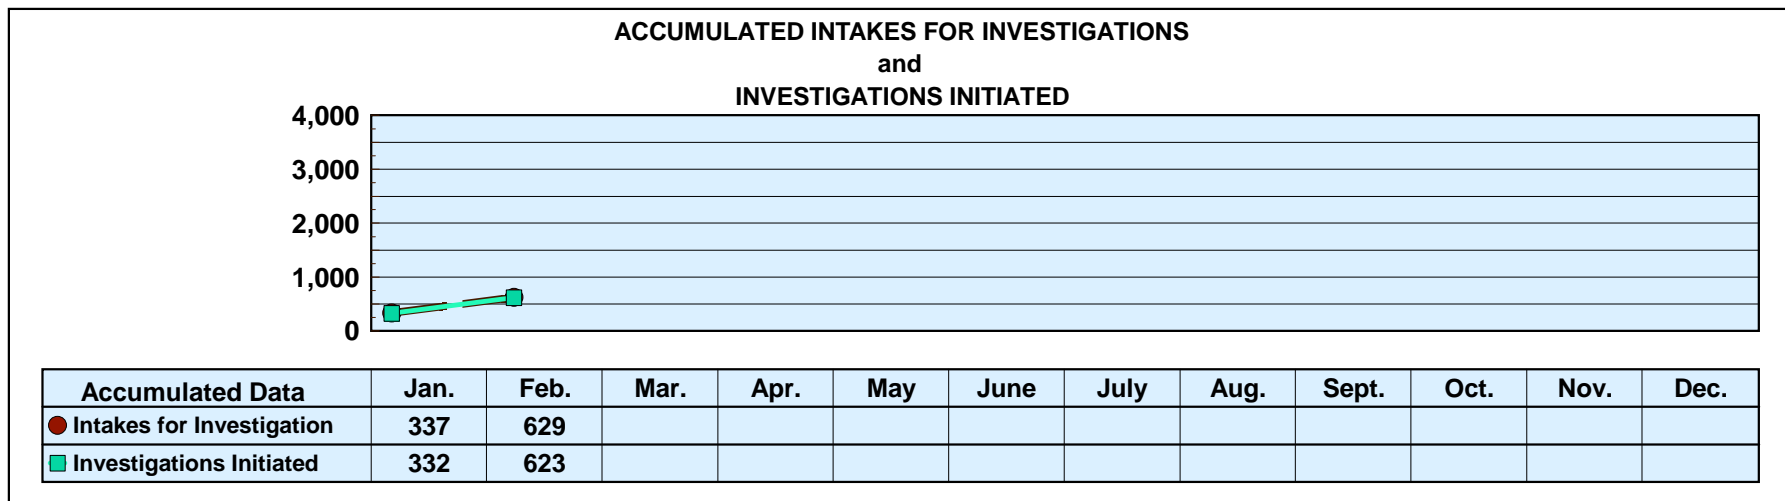 ACCUMULATED INTAKES FOR INVESTIGATIONS
and
INVESTIGATIONS INITIATED
4,000
3,000
2,000
1,000
0
Accumulated Data Jan. Feb. Mar. Apr. May June July Aug. Sept. Oct. Nov. Dec.
Intakes for Investigation 337 629
Investigations Initiated 332 623